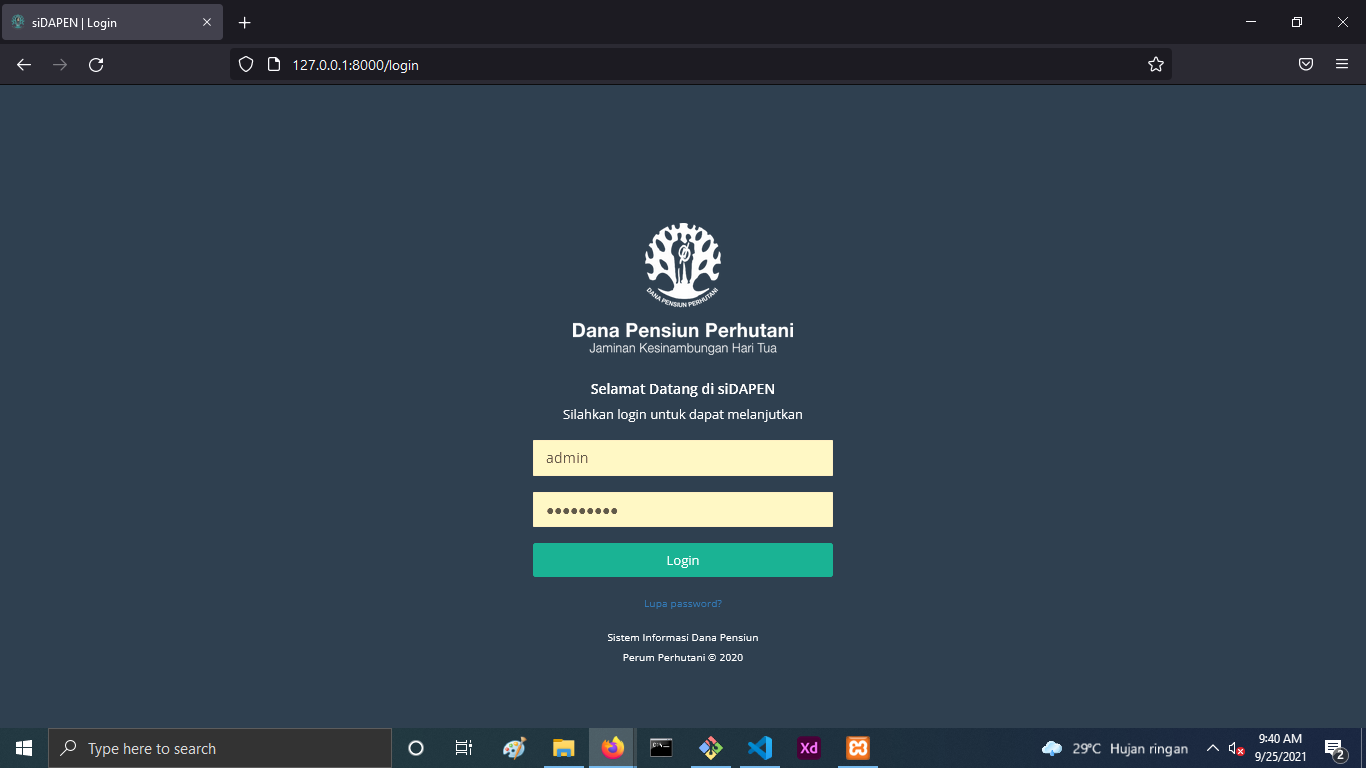 siDAPEN | Login
127.0.0.1:8000/login
DANA PENSIUN PERHUTANI
Dana Pensiun Perhutani
Jaminan Kesinambungan Hari Tua
Selamat Datang di siDAPEN
Silahkan login untuk dapat melanjutkan
admin
•••••••••
Login
Lupa password?
Sistem Informasi Dana Pensiun
Perum Perhutani © 2020
Type here to search
Xd
29°C Hujan ringan
9:40 AM
9/25/2021
2